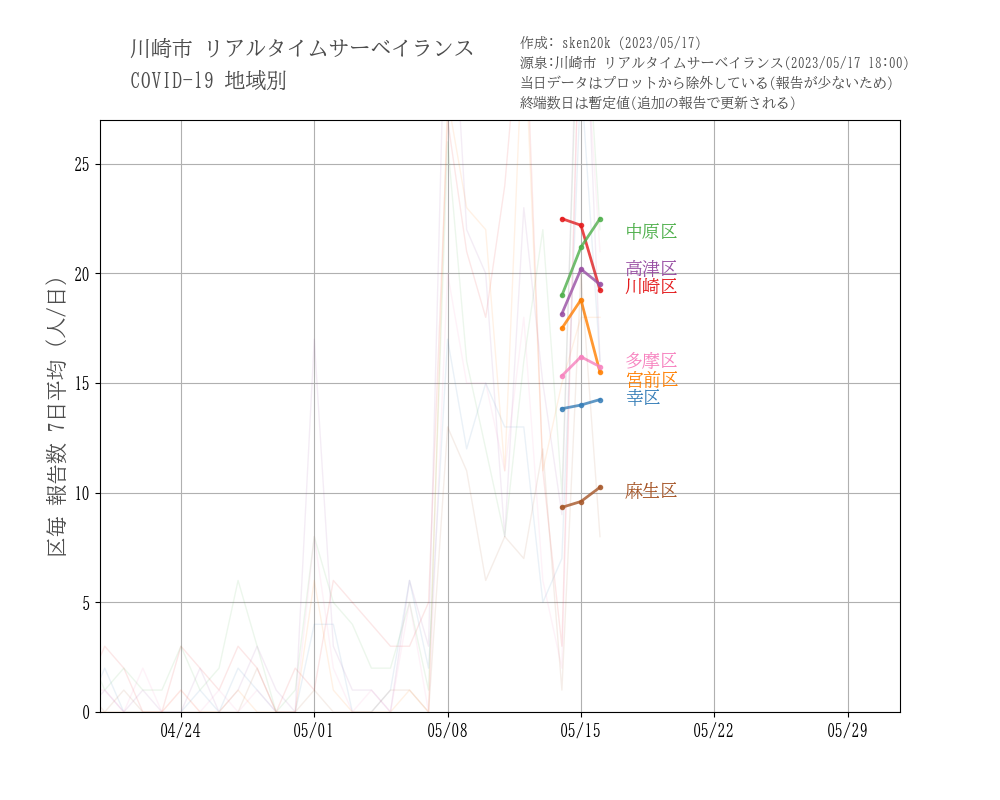 川崎市 リアルタイムサーベイランス
COVID-19 地域別
作成: sken20k (2023/05/17)
源泉:川崎市 リアルタイムサーベイランス(2023/05/17 18:00)
当日データはプロットから除外している(報告が少ないため)
終端数日は暫定値(追加の報告で更新される)
区毎 報告数 7日平均 (人/日)
25
20
15
10
5
0
中原区
高津区
川崎区
多摩区
宮前区
幸区
麻生区
04/24
05/01
05/08
05/15
05/22
05/29